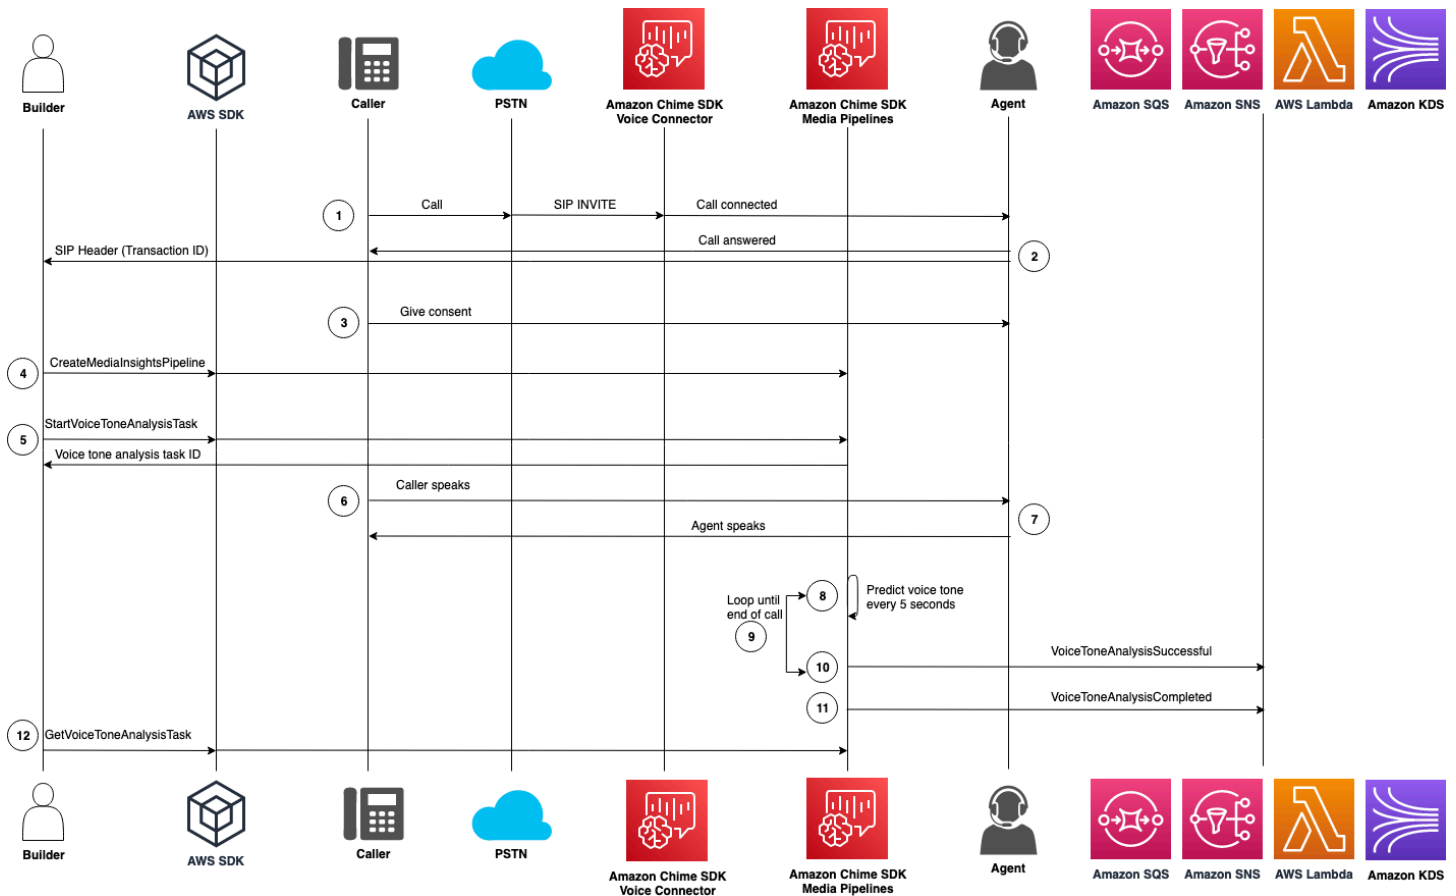 Builder
AWS SDK
Caller
PSTN
Amazon Chime SDK
Voice Connector
Amazon Chime SDK
Media Pipelines
Agent
Amazon SQS
Amazon SNS
AWS Lambda
Amazon KDS
1
Call
SIP INVITE
Call connected
Call answered
2
SIP Header (Transaction ID)
3
Give consent
4
CreateMediaInsightsPipeline
5
StartVoiceToneAnalysisTask
Voice tone analysis task ID
6
Caller speaks
7
Agent speaks
8
Predict voice tone
every 5 seconds
Loop until
end of call
9
10
VoiceToneAnalysisSuccessful
11
VoiceToneAnalysisCompleted
12
GetVoiceToneAnalysisTask
Builder
AWS SDK
Caller
PSTN
Amazon Chime SDK
Voice Connector
Amazon Chime SDK
Media Pipelines
Agent
Amazon SQS
Amazon SNS
AWS Lambda
Amazon KDS